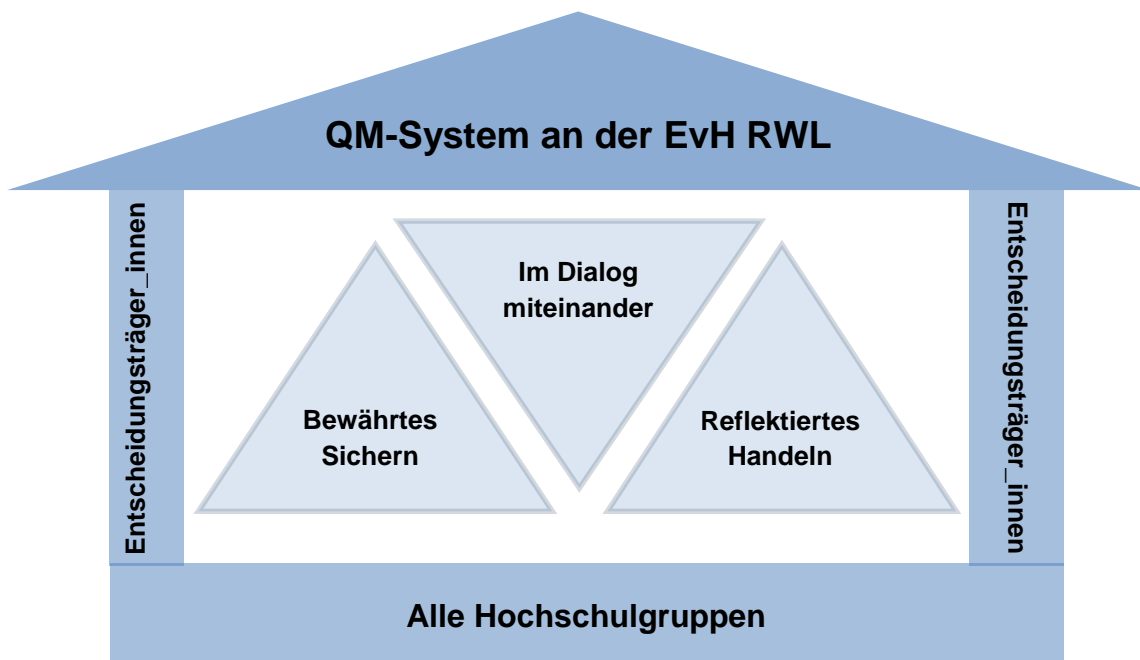 QM-System an der EvH RWL
Entscheidungsträger_innen
Im Dialog
miteinander
Bewährtes
Sichern
Reflektiertes
Handeln
Entscheidungsträger_innen
Alle Hochschulgruppen